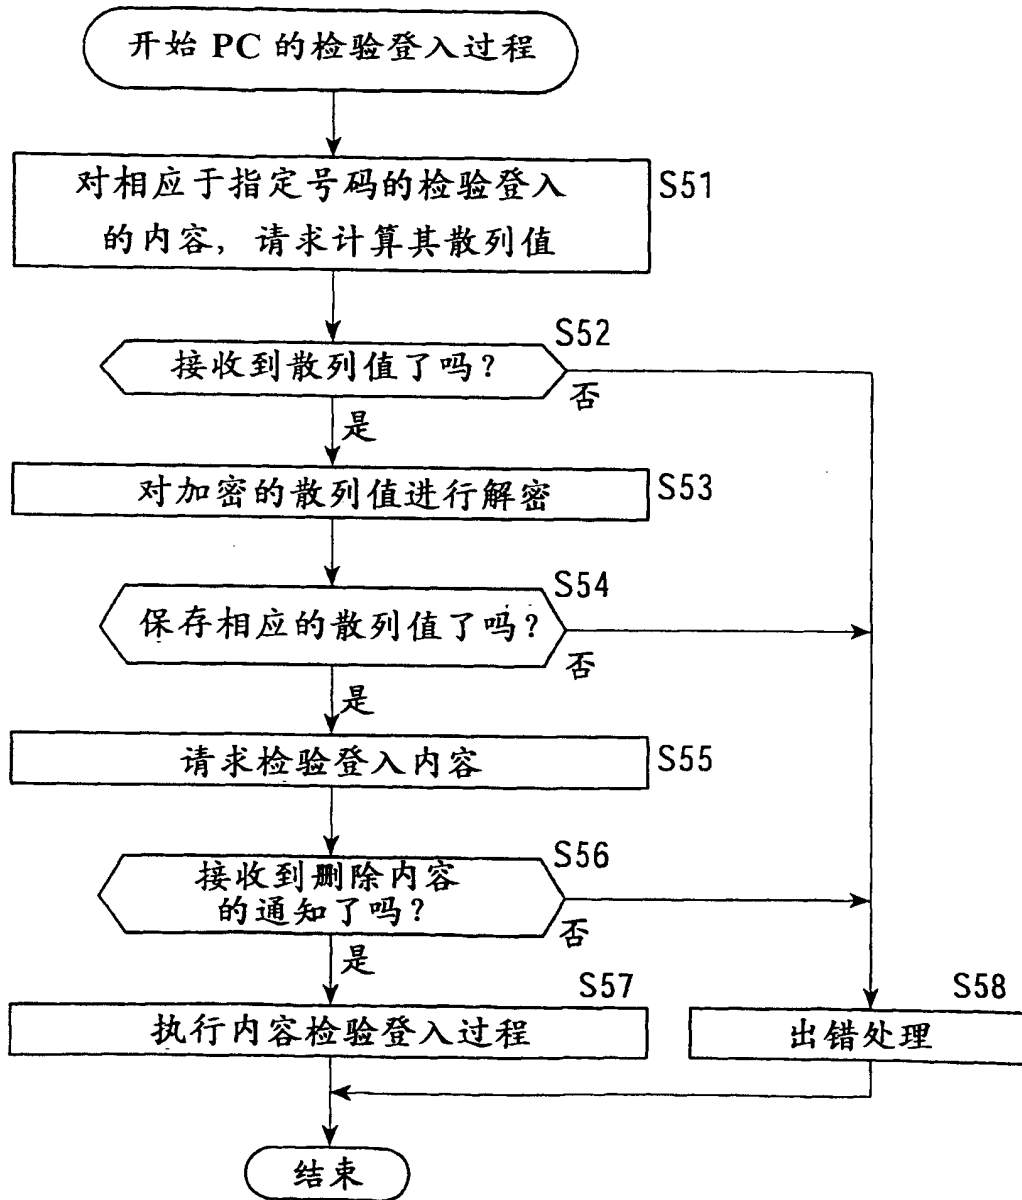 开始 PC 的检验登入过程
对相应于指定号码的检验登入
的内容，请求计算其散列值
S51
S52
接收到散列值了吗？
否
是
对加密的散列值进行解密
S53
S54
保存相应的散列值了吗？
否
是
请求检验登入内容
S55
S56
接收到删除内容
的通知了吗？
否
是
S57
执行内容检验登入过程
S58
出错处理
结束